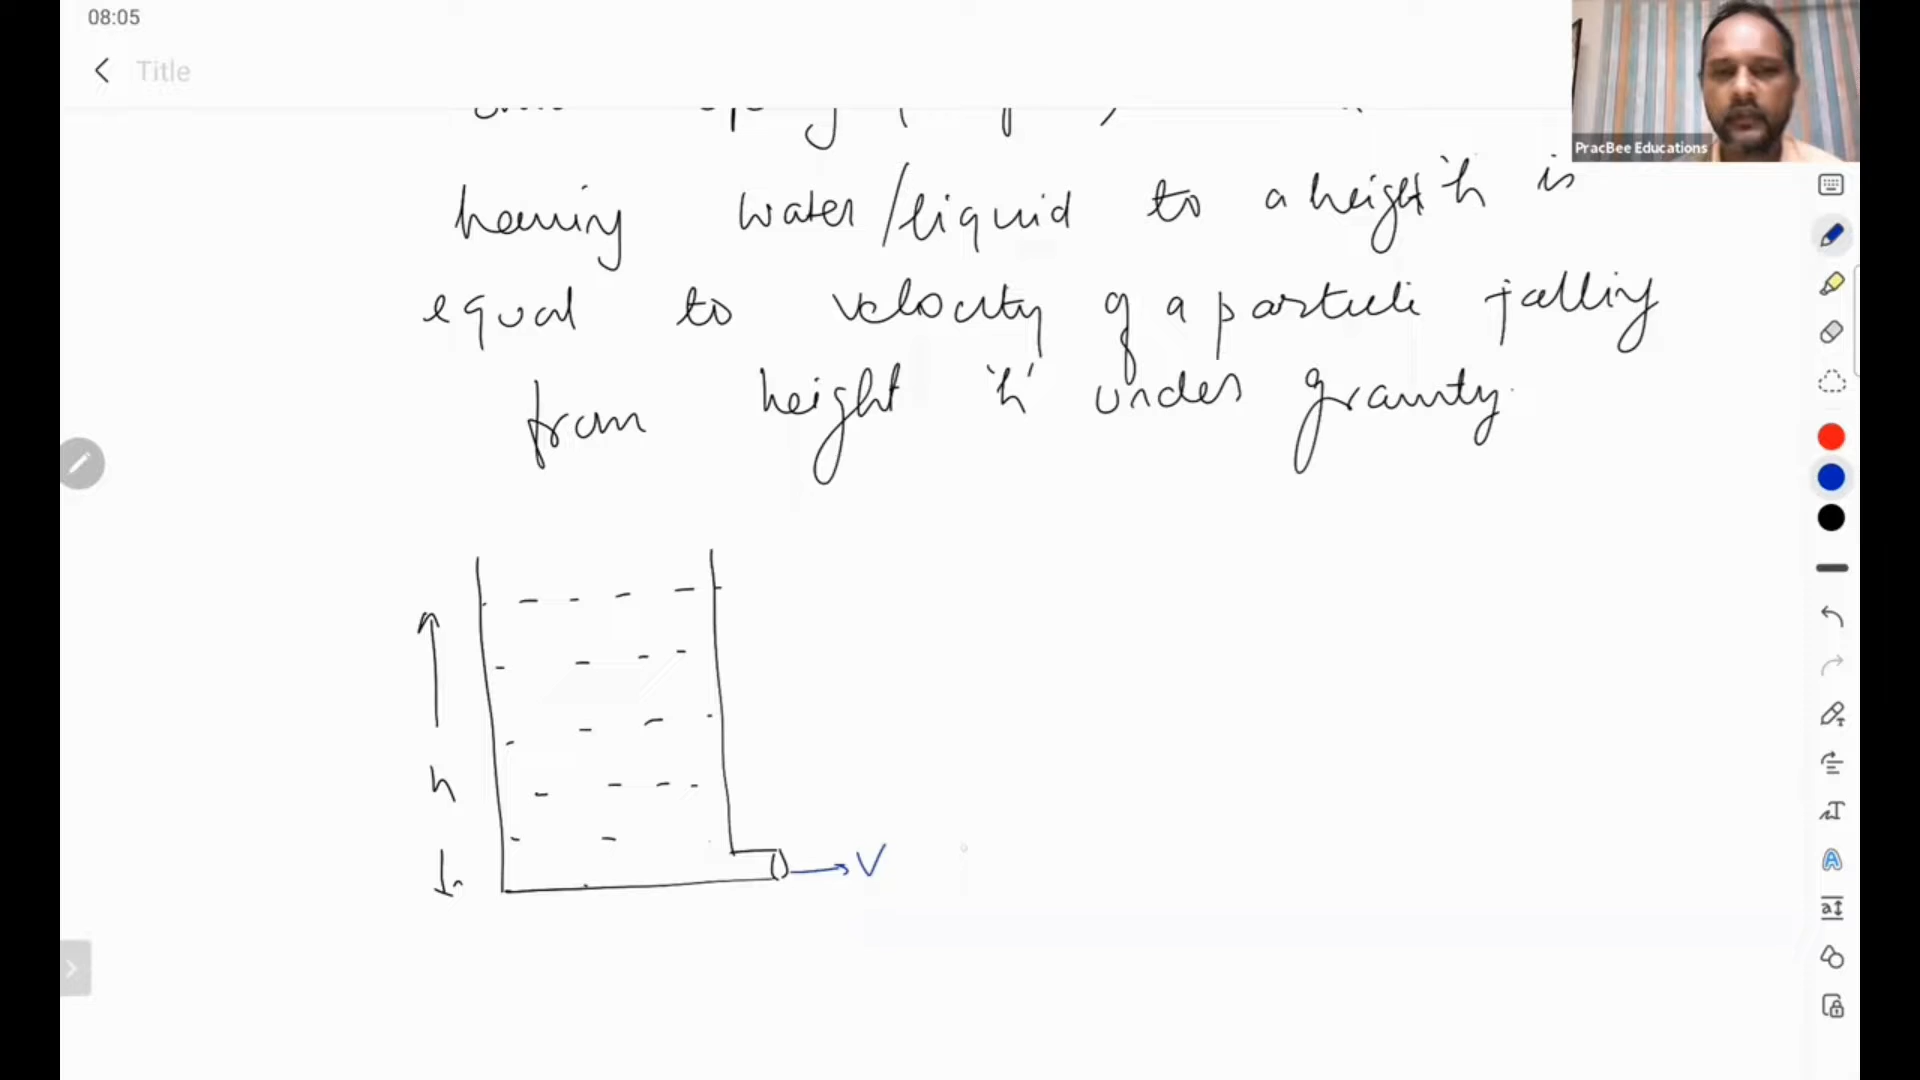 08:05
Title
PracBee Educations
having water/liquid to a height 'h' is
equal to velocity of a particle falling
from height 'h' under gravity.
h
V